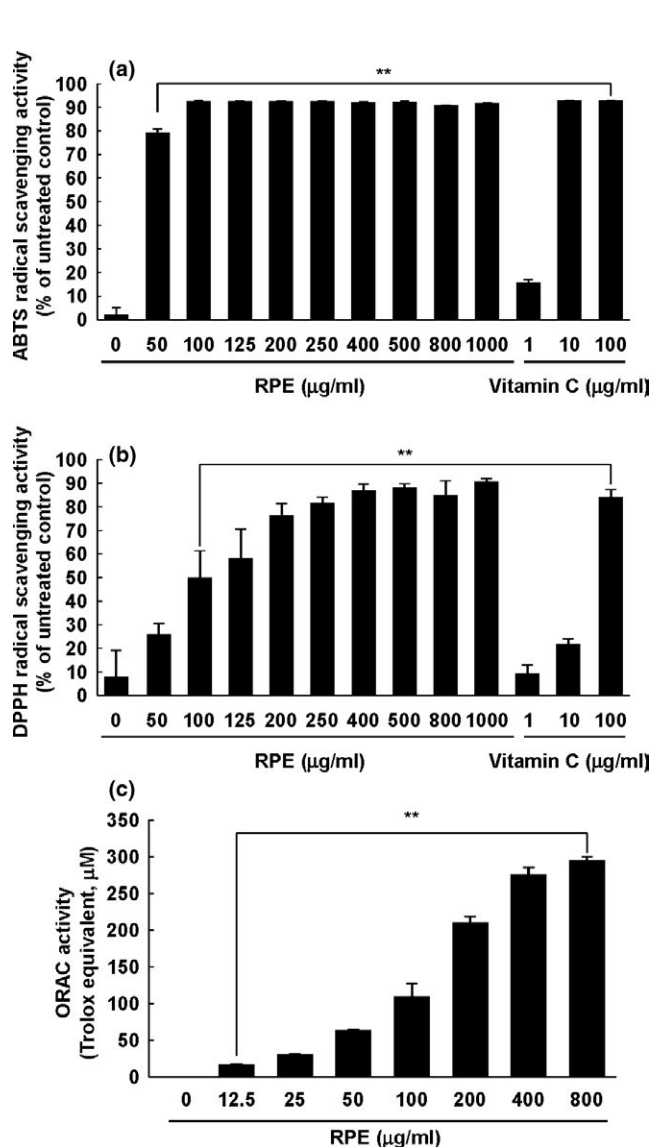 (a)
**
ABTS radical scavenging activity
(% of untreated control)
100
90
80
70
60
50
40
30
20
10
0
0 50 100 125 200 250 400 500 800 1000 1 10 100
RPE (µg/ml) Vitamin C (µg/ml)
(b)
**
DPPH radical scavenging activity
(% of untreated control)
100
90
80
70
60
50
40
30
20
10
0
0 50 100 125 200 250 400 500 800 1000 1 10 100
RPE (µg/ml) Vitamin C (µg/ml)
(c)
**
ORAC activity
(Trolox equivalent, µM)
350
300
250
200
150
100
50
0
0 12.5 25 50 100 200 400 800
RPE (µg/ml)